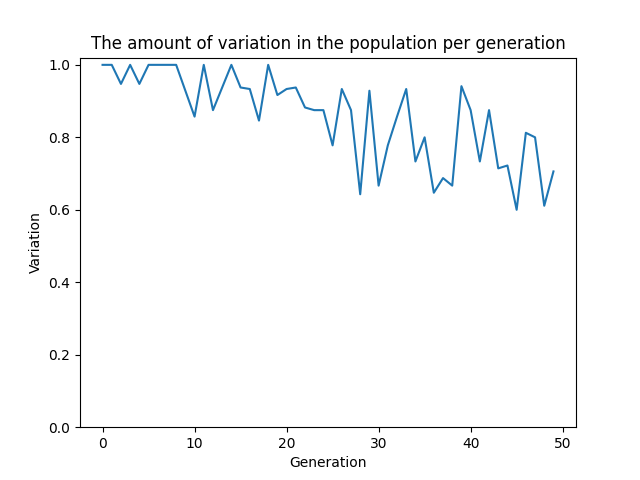 The amount of variation in the population per generation
1.0
0.8
0.6
0.4
0.2
0.0
Variation
0 10 20 30 40 50
Generation